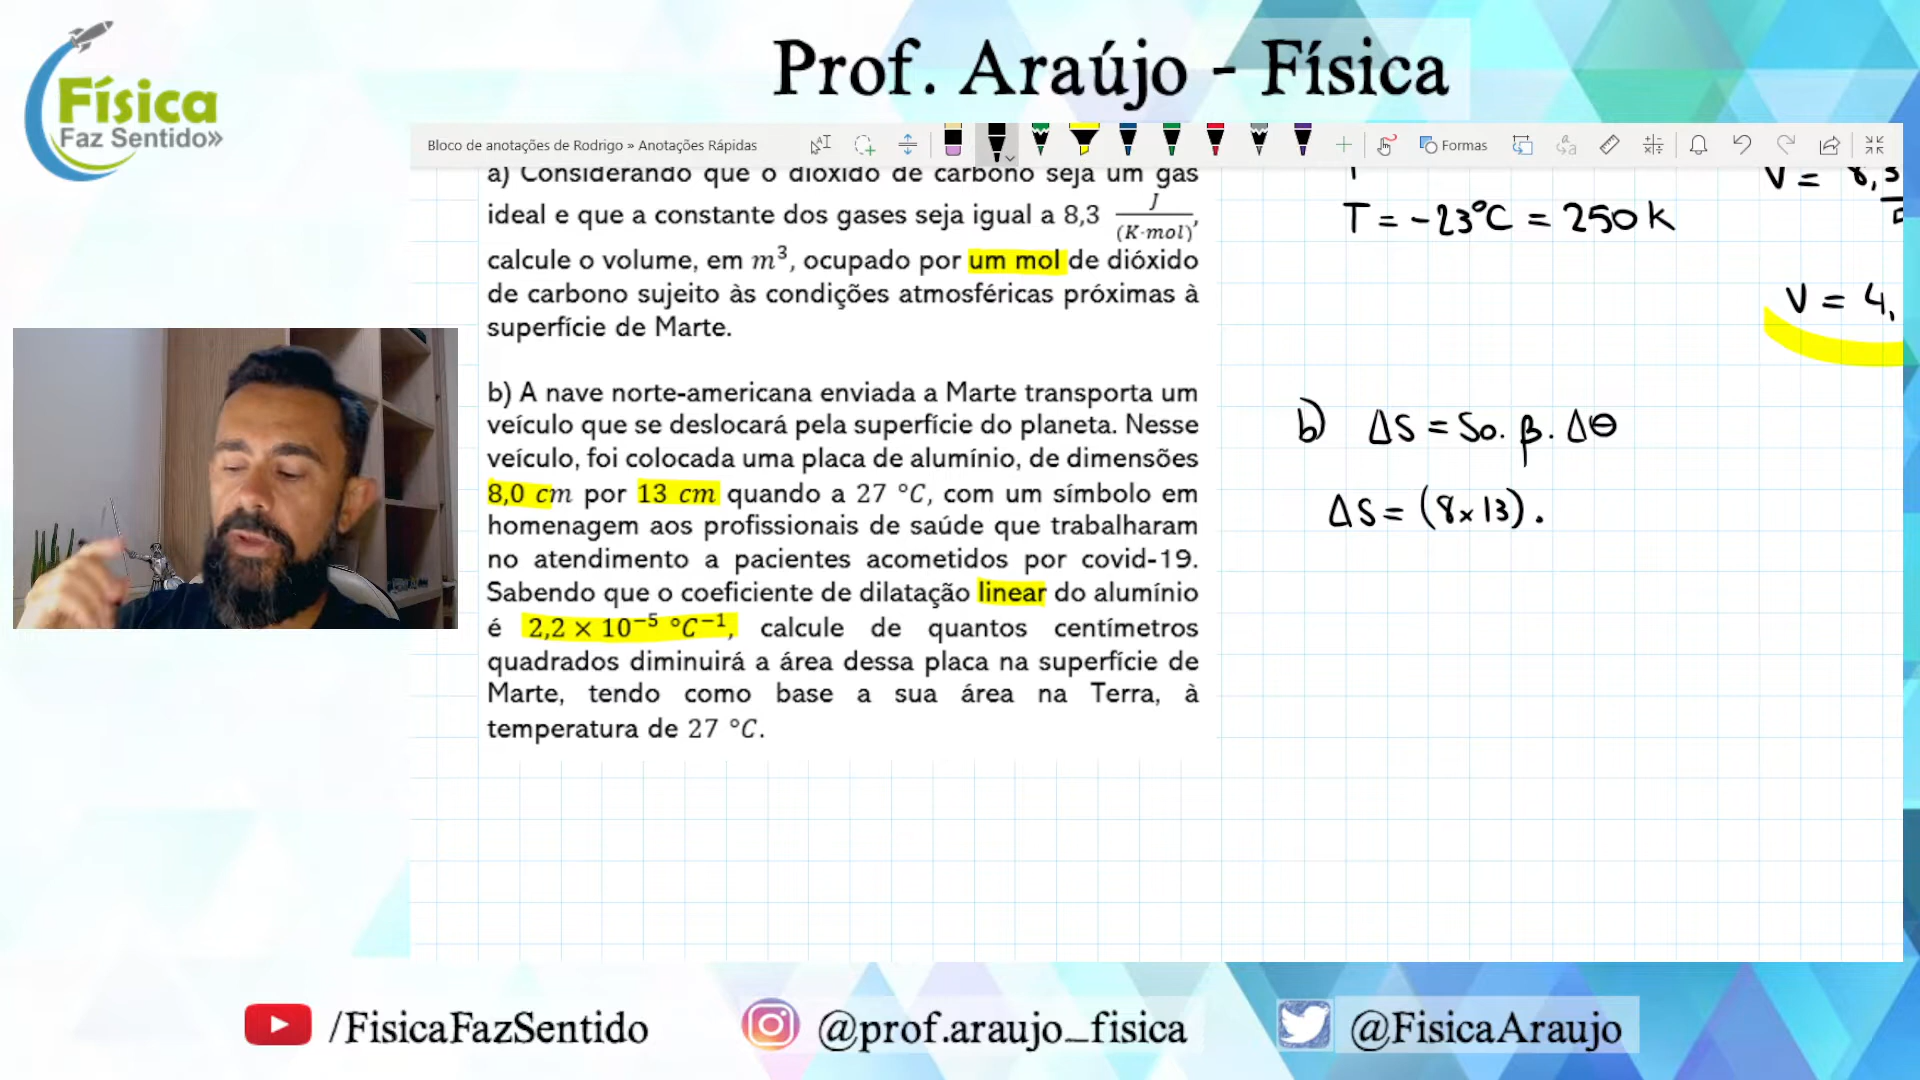 Prof. Araújo - Física
Física
Faz Sentido»
Bloco de anotações de Rodrigo » Anotações Rápidas
Formas
a) Considerando que o dióxido de carbono seja um gás
ideal e que a constante dos gases seja igual a 8,3 J/(K·mol),
calcule o volume, em m³, ocupado por um mol de dióxido
de carbono sujeito às condições atmosféricas próximas à
superfície de Marte.
b) A nave norte-americana enviada a Marte transporta um
veículo que se deslocará pela superfície do planeta. Nesse
veículo, foi colocada uma placa de alumínio, de dimensões
8,0 cm por 13 cm quando a 27 °C, com um símbolo em
homenagem aos profissionais de saúde que trabalharam
no atendimento a pacientes acometidos por covid-19.
Sabendo que o coeficiente de dilatação linear do alumínio
é 2,2 × 10⁻⁵ °C⁻¹, calcule de quantos centímetros
quadrados diminuirá a área dessa placa na superfície de
Marte, tendo como base a sua área na Terra, à
temperatura de 27 °C.
T = -23°C = 250 K
V = 8,3
V = 4,
b) ΔS = So. β. Δθ
ΔS = (8x13).
/FisicaFazSentido
@prof.araujo_fisica
@FisicaAraujo